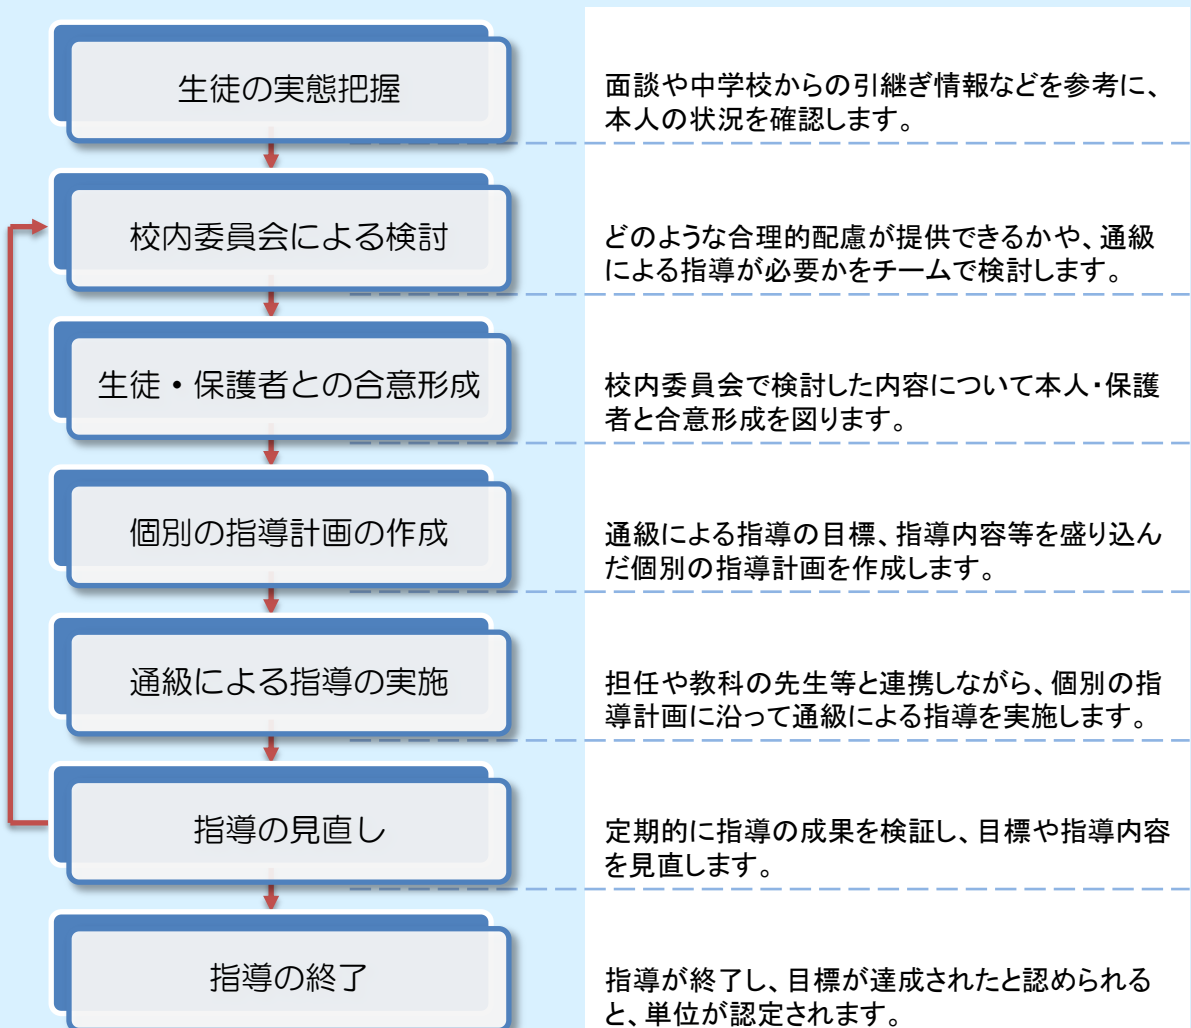 生徒の実態把握
面談や中学校からの引継ぎ情報などを参考に、
本人の状況を確認します。
校内委員会による検討
どのような合理的配慮が提供できるかや、通級
による指導が必要かをチームで検討します。
生徒・保護者との合意形成
校内委員会で検討した内容について本人・保護
者と合意形成を図ります。
個別の指導計画の作成
通級による指導の目標、指導内容等を盛り込ん
だ個別の指導計画を作成します。
通級による指導の実施
担任や教科の先生等と連携しながら、個別の指
導計画に沿って通級による指導を実施します。
指導の見直し
定期的に指導の成果を検証し、目標や指導内容
を見直します。
指導の終了
指導が終了し、目標が達成されたと認められる
と、単位が認定されます。